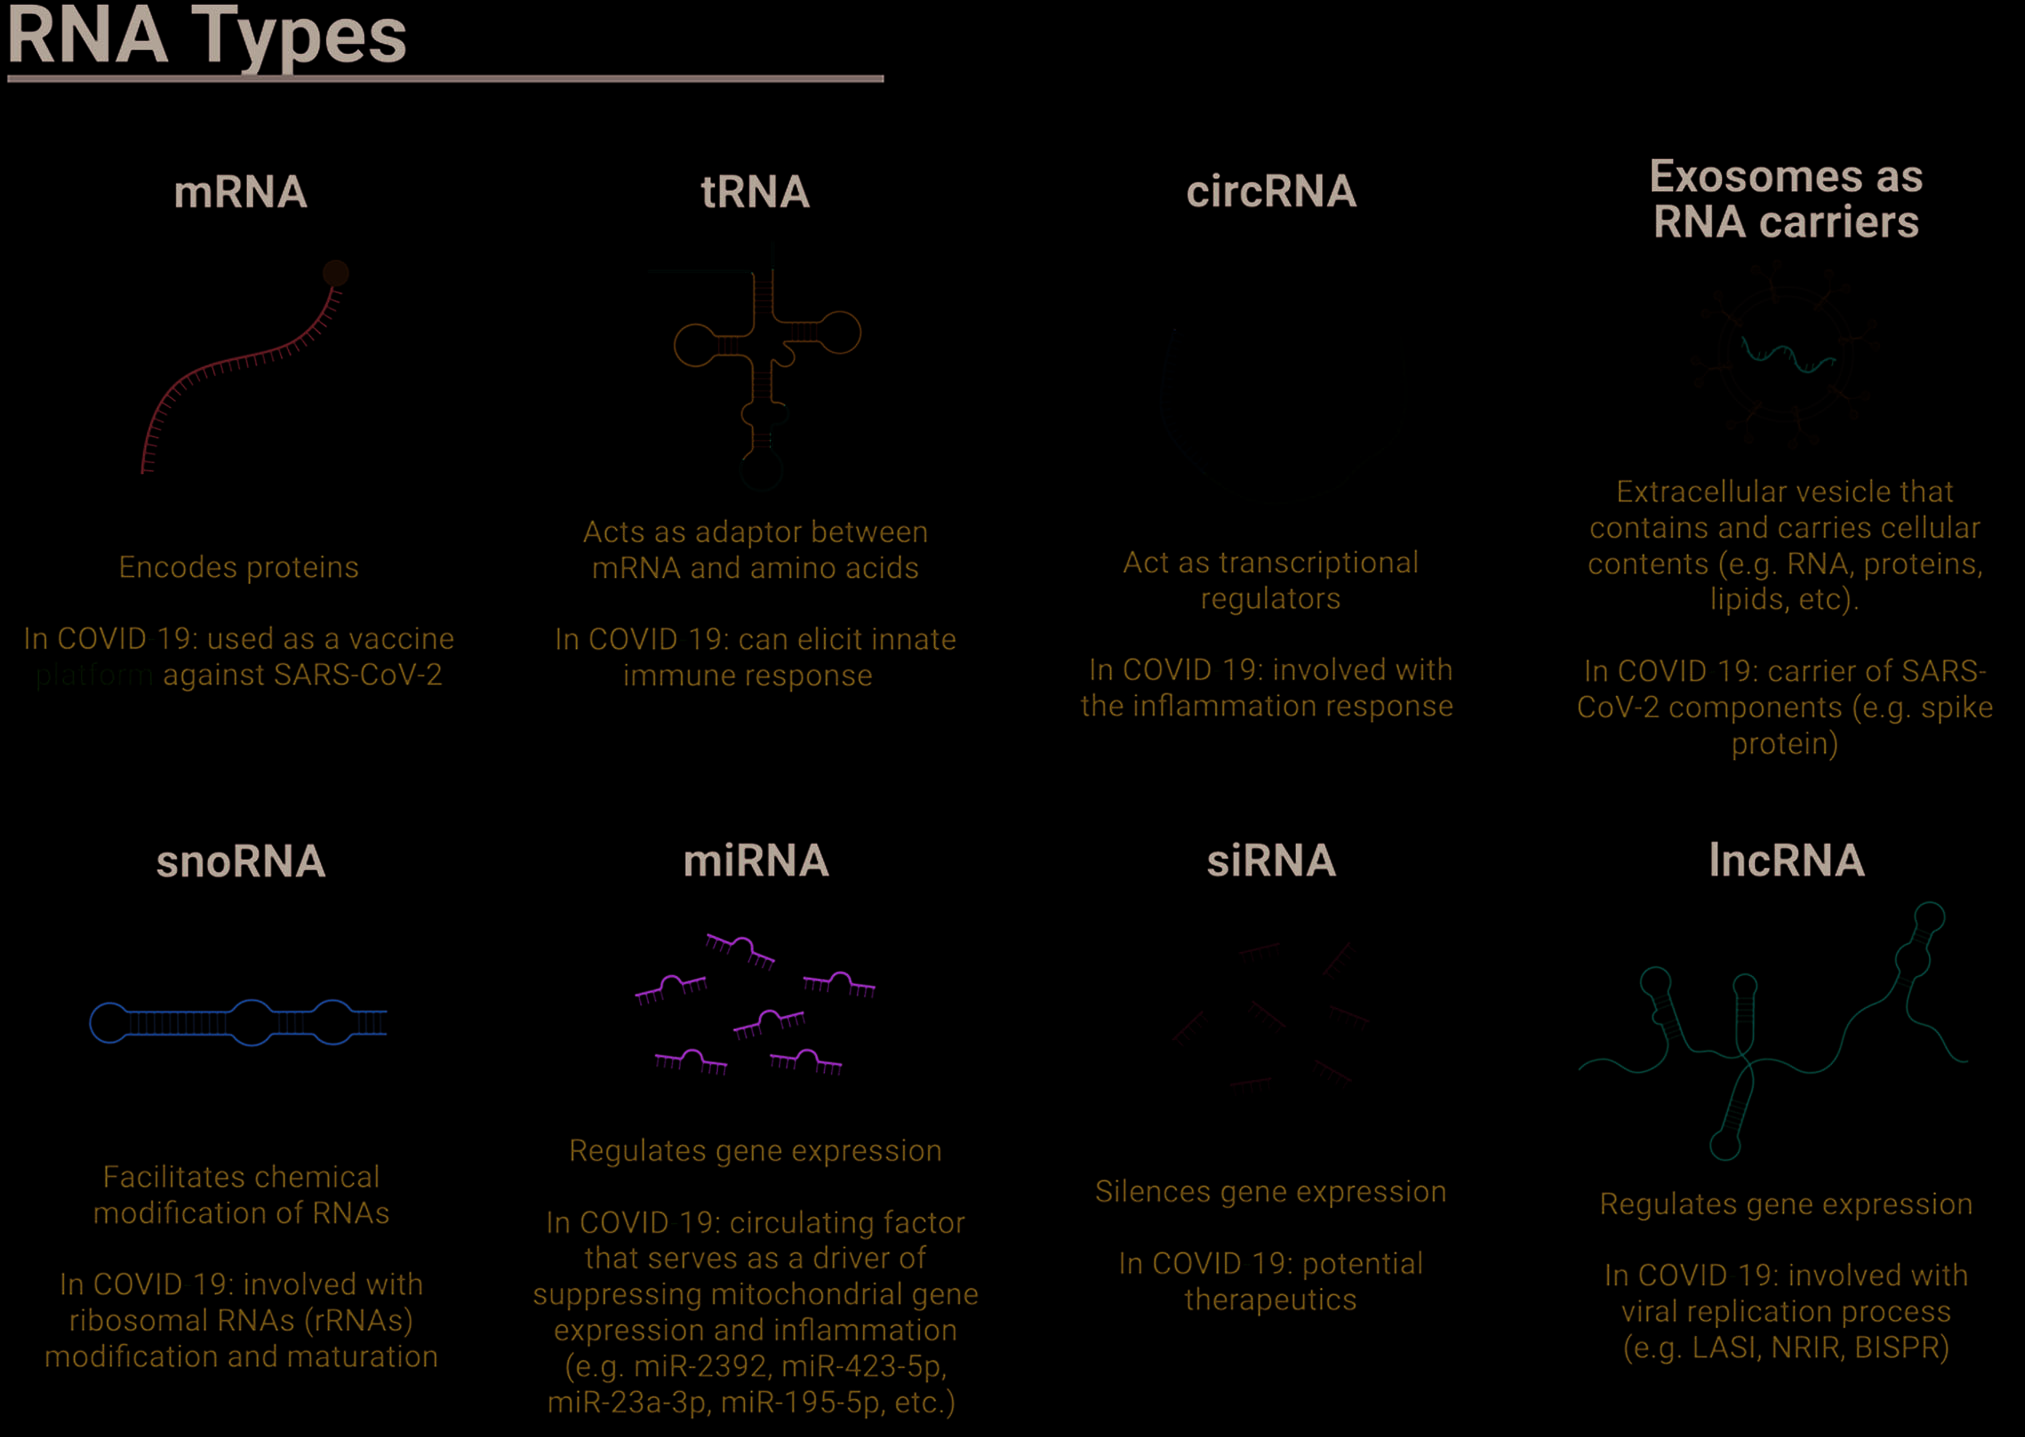 RNA Types
mRNA
Encodes proteins
In COVID 19: used as a vaccine
platform against SARS-CoV-2
tRNA
Acts as adaptor between
mRNA and amino acids
In COVID 19: can elicit innate
immune response
circRNA
Act as transcriptional
regulators
In COVID 19: involved with
the inflammation response
Exosomes as
RNA carriers
Extracellular vesicle that
contains and carries cellular
contents (e.g. RNA, proteins,
lipids, etc).
In COVID 19: carrier of SARS-
CoV-2 components (e.g. spike
protein)
snoRNA
Facilitates chemical
modification of RNAs
In COVID 19: involved with
ribosomal RNAs (rRNAs)
modification and maturation
miRNA
Regulates gene expression
In COVID 19: circulating factor
that serves as a driver of
suppressing mitochondrial gene
expression and inflammation
(e.g. miR-2392, miR-423-5p,
miR-23a-3p, miR-195-5p, etc.)
siRNA
Silences gene expression
In COVID 19: potential
therapeutics
lncRNA
Regulates gene expression
In COVID 19: involved with
viral replication process
(e.g. LASI, NRIR, BISPR)